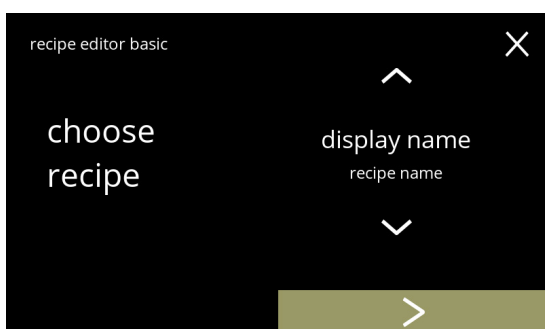 recipe editor basic
choose
recipe
display name
recipe name